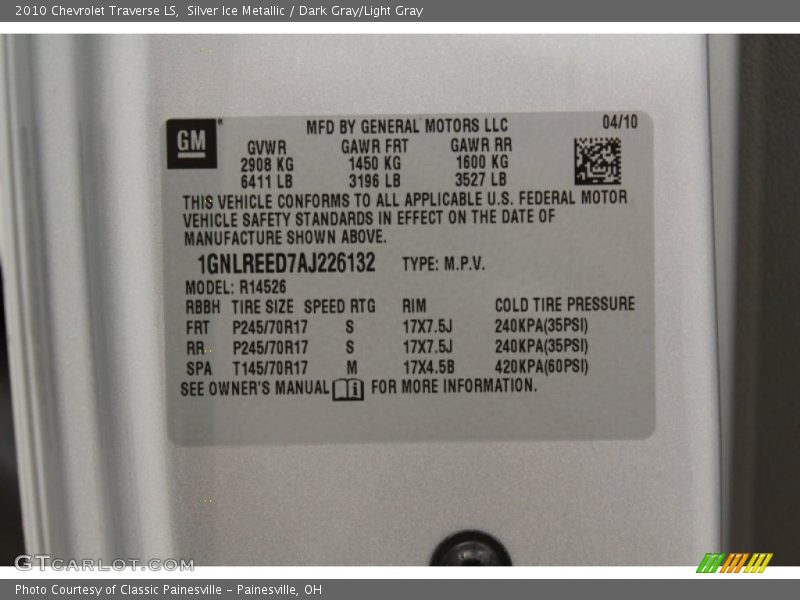 2010 Chevrolet Traverse LS, Silver Ice Metallic / Dark Gray/Light Gray
GM
MFD BY GENERAL MOTORS LLC 04/10
GVWR GAWR FRT GAWR RR
2908 KG 1450 KG 1600 KG
6411 LB 3196 LB 3527 LB
THIS VEHICLE CONFORMS TO ALL APPLICABLE U.S. FEDERAL MOTOR
VEHICLE SAFETY STANDARDS IN EFFECT ON THE DATE OF
MANUFACTURE SHOWN ABOVE.
1GNLREED7AJ226132 TYPE: M.P.V.
MODEL: R14526
RBBH TIRE SIZE SPEED RTG RIM COLD TIRE PRESSURE
FRT P245/70R17 S 17X7.5J 240KPA(35PSI)
RR P245/70R17 S 17X7.5J 240KPA(35PSI)
SPA T145/70R17 M 17X4.5B 420KPA(60PSI)
SEE OWNER'S MANUAL FOR MORE INFORMATION.
GTcarlot.com
Photo Courtesy of Classic Painesville - Painesville, OH